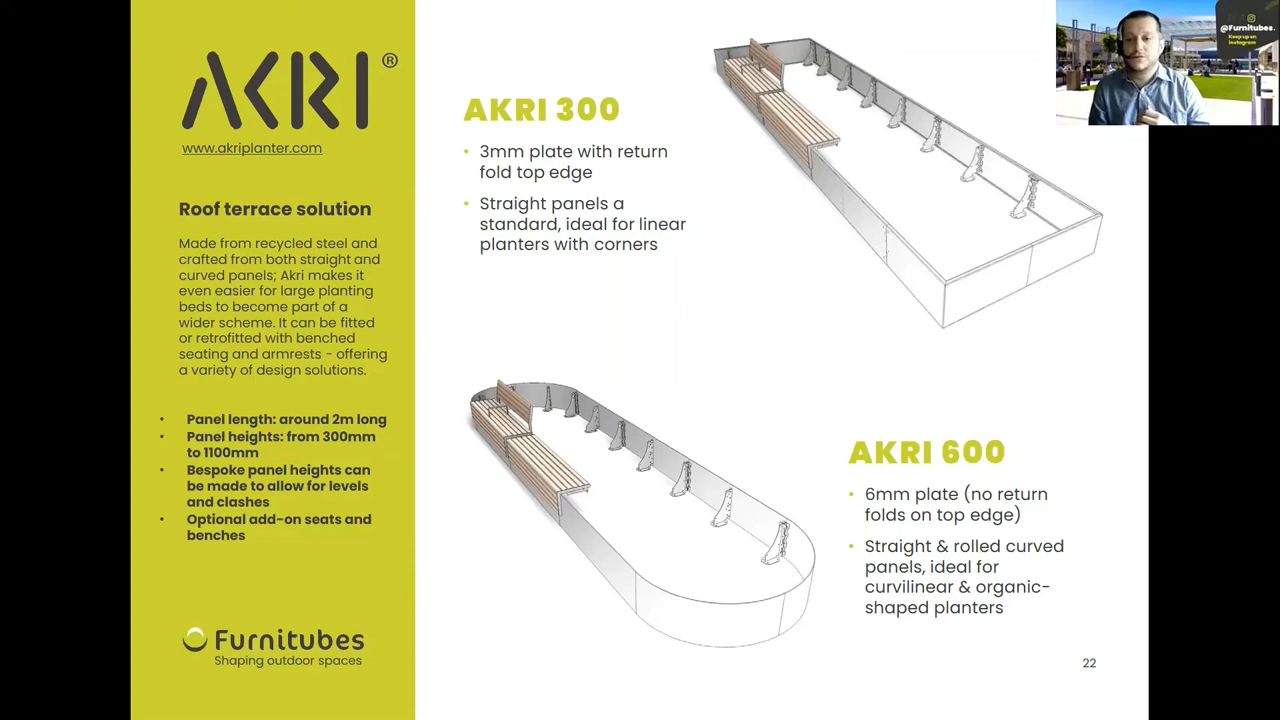 AKRI ®
www.akriplanter.com
Roof terrace solution
Made from recycled steel and
crafted from both straight and
curved panels; Akri makes it
even easier for large planting
beds to become part of a
wider scheme. It can be fitted
or retrofitted with benched
seating and armrests - offering
a variety of design solutions.
• Panel length: around 2m long
• Panel heights: from 300mm
to 1100mm
• Bespoke panel heights can
be made to allow for levels
and clashes
• Optional add-on seats and
benches
Furnitubes
Shaping outdoor spaces
AKRI 300
• 3mm plate with return
fold top edge
• Straight panels a
standard, ideal for linear
planters with corners
AKRI 600
• 6mm plate (no return
folds on top edge)
• Straight & rolled curved
panels, ideal for
curvilinear & organic-
shaped planters
22
@Furnitubes.
Keep up on
Instagram